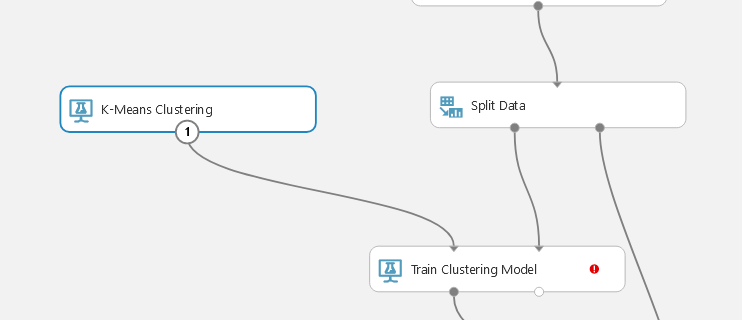 K-Means Clustering
1
Split Data
Train Clustering Model